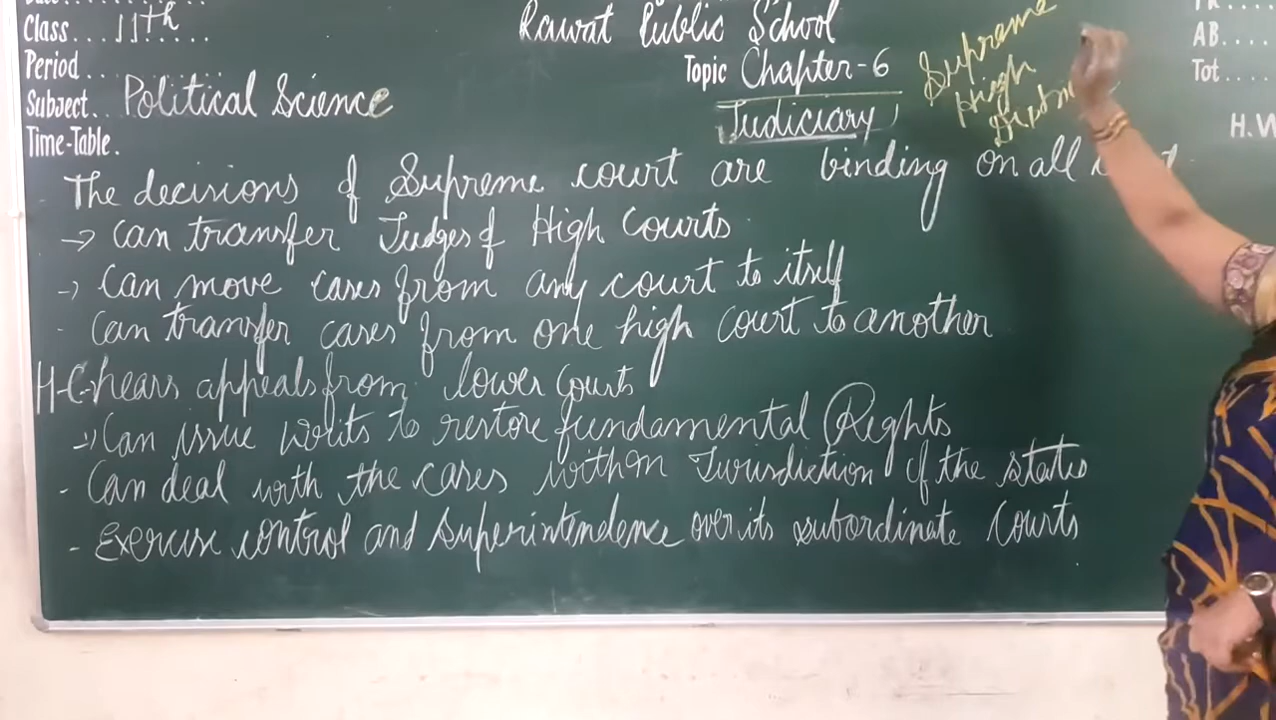 Class....11th.....
Rawat Public School
Period
Topic Chapter-6
Subject. Political Science
Judiciary
Time-Table.
Supreme
High
AB....
Tot....
H.W
The decisions of Supreme court are binding on all
→ Can transfer Judges of High Courts
→ Can move cases from any court to itself
- Can transfer cases from one high court to another
H.C-hears appeals from lower Courts
→ Can issue writs to restore fundamental Rights
- Can deal with the cases within Jurisdiction of the states
- Exercise control and superintendence over its subordinate Courts